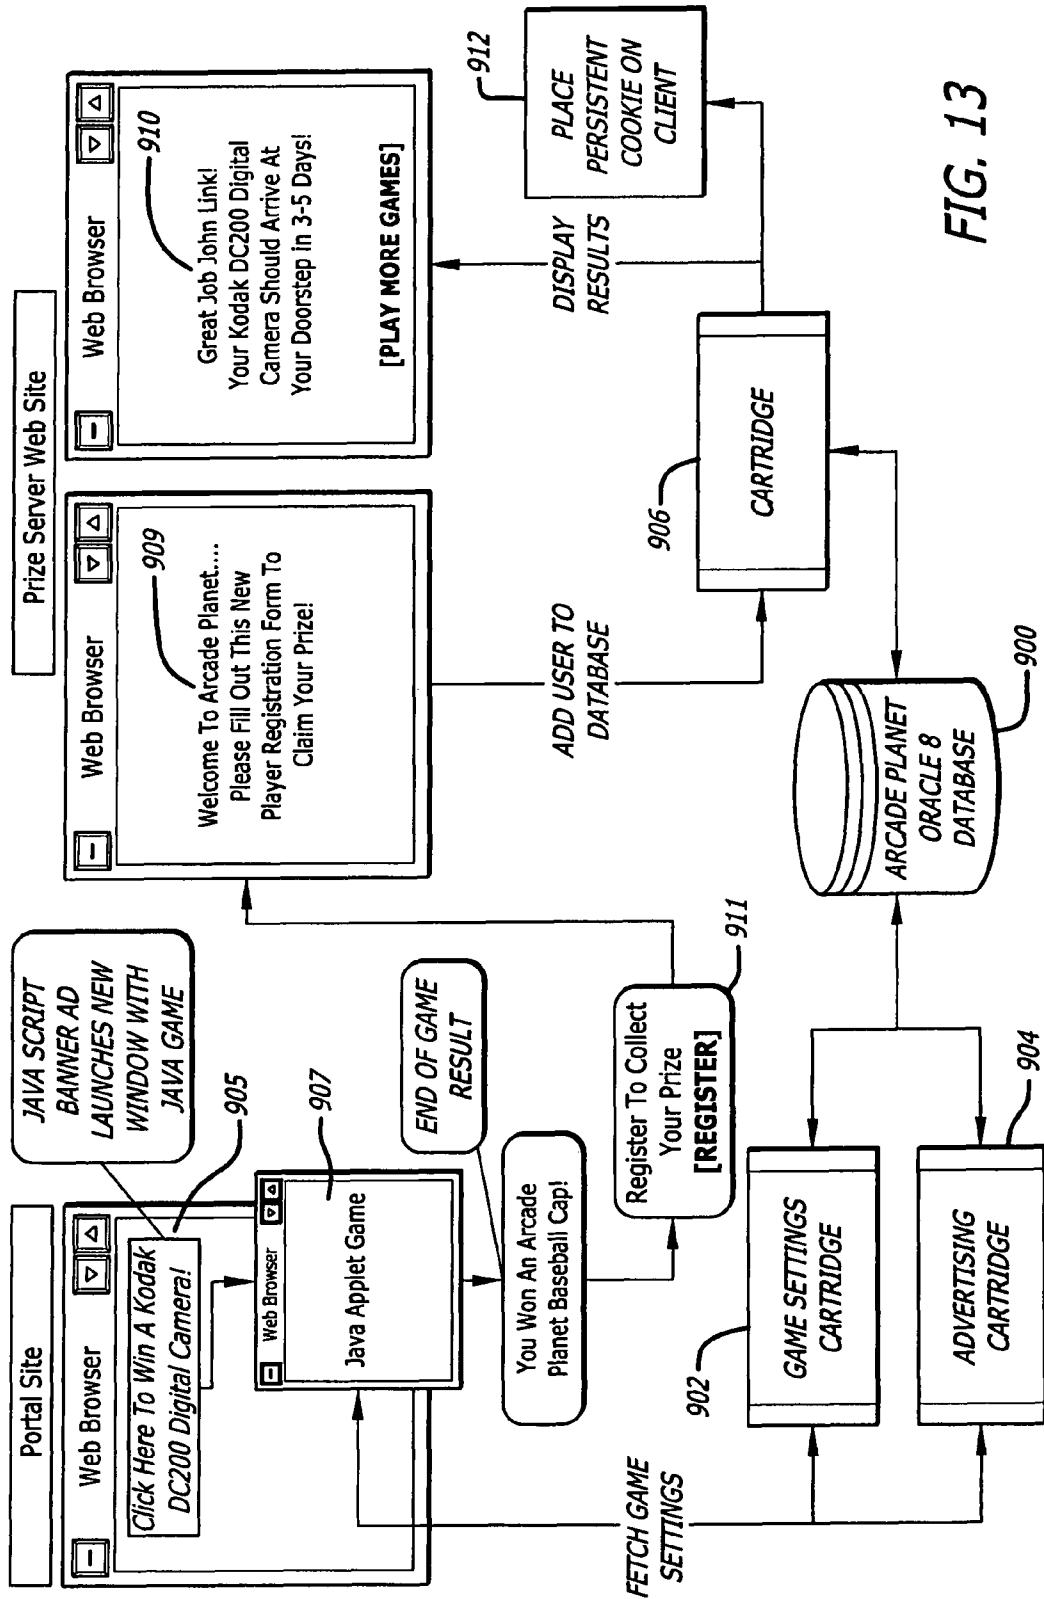 Portal Site
Web Browser
Click Here To Win A Kodak
DC200 Digital Camera!
905
JAVA SCRIPT
BANNER AD
LAUNCHES NEW
WINDOW WITH
JAVA GAME
Web Browser
907
Java Applet Game
END OF GAME
RESULT
You Won An Arcade
Planet Baseball Cap!
Register To Collect
Your Prize
[REGISTER]
911
FETCH GAME
SETTINGS
902
GAME SETTINGS
CARTRIDGE
904
ADVERTISING
CARTRIDGE
Prize Server Web Site
Web Browser
909
Welcome To Arcade Planet....
Please Fill Out This New
Player Registration Form To
Claim Your Prize!
Web Browser
910
Great Job John Link!
Your Kodak DC200 Digital
Camera Should Arrive At
Your Doorstep in 3-5 Days!
[PLAY MORE GAMES]
ADD USER TO
DATABASE
DISPLAY
RESULTS
912
PLACE
PERSISTENT
COOKIE ON
CLIENT
906
CARTRIDGE
900
ARCADE PLANET
ORACLE 8
DATABASE
FIG. 13